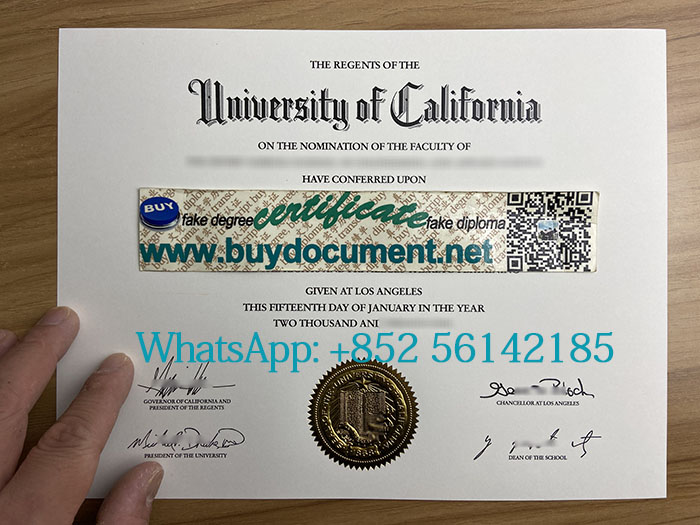 THE REGENTS OF THE
University of California
ON THE NOMINATION OF THE FACULTY OF
HAVE CONFERRED UPON
BUY
fake degree certificate fake diploma
www.buydocument.net
GIVEN AT LOS ANGELES
THIS FIFTEENTH DAY OF JANUARY IN THE YEAR
TWO THOUSAND
WhatsApp: +852 56142185
GOVERNOR OF CALIFORNIA AND
PRESIDENT OF THE REGENTS
CHANCELLOR AT LOS ANGELES
PRESIDENT OF THE UNIVERSITY
DEAN OF THE SCHOOL